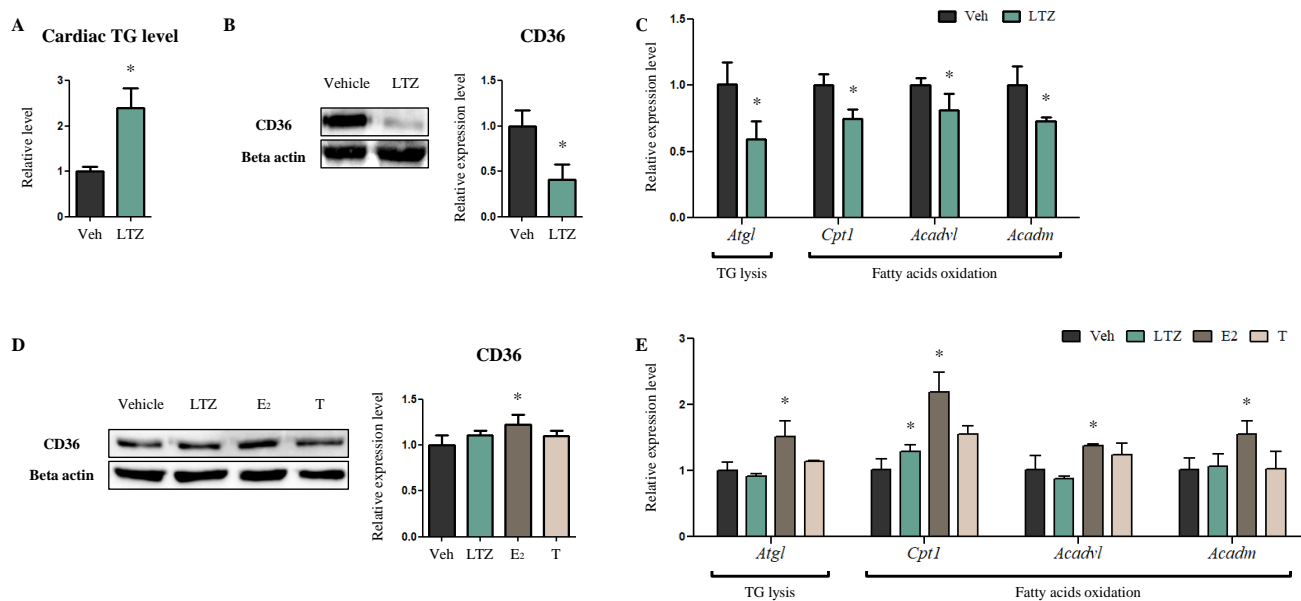 A
Cardiac TG level
Relative level
3
2
1
0
*
Veh
LTZ
B
CD36
Vehicle
LTZ
CD36
Beta actin
Relative expression level
1.5
1.0
0.5
0.0
*
Veh
LTZ
C
Veh
LTZ
Relative expression level
1.5
1.0
0.5
0.0
*
*
*
*
Atgl
Cpt1
Acadvl
Acadm
TG lysis
Fatty acids oxidation
D
CD36
Vehicle
LTZ
E2
T
CD36
Beta actin
Relative expression level
1.5
1.0
0.5
0.0
*
Veh
LTZ
E2
T
E
Veh
LTZ
E2
T
Relative expression level
3
2
1
0
*
*
*
*
*
Atgl
Cpt1
Acadvl
Acadm
TG lysis
Fatty acids oxidation